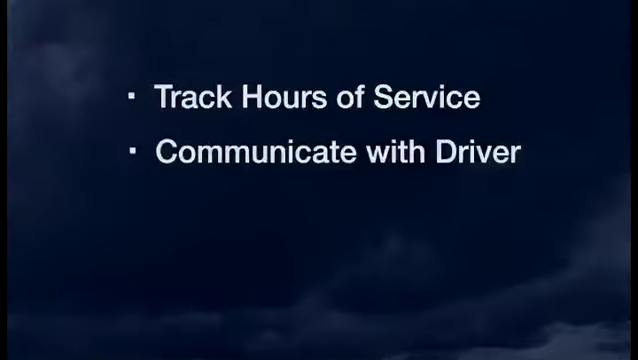 ▪ Track Hours of Service
▪ Communicate with Driver